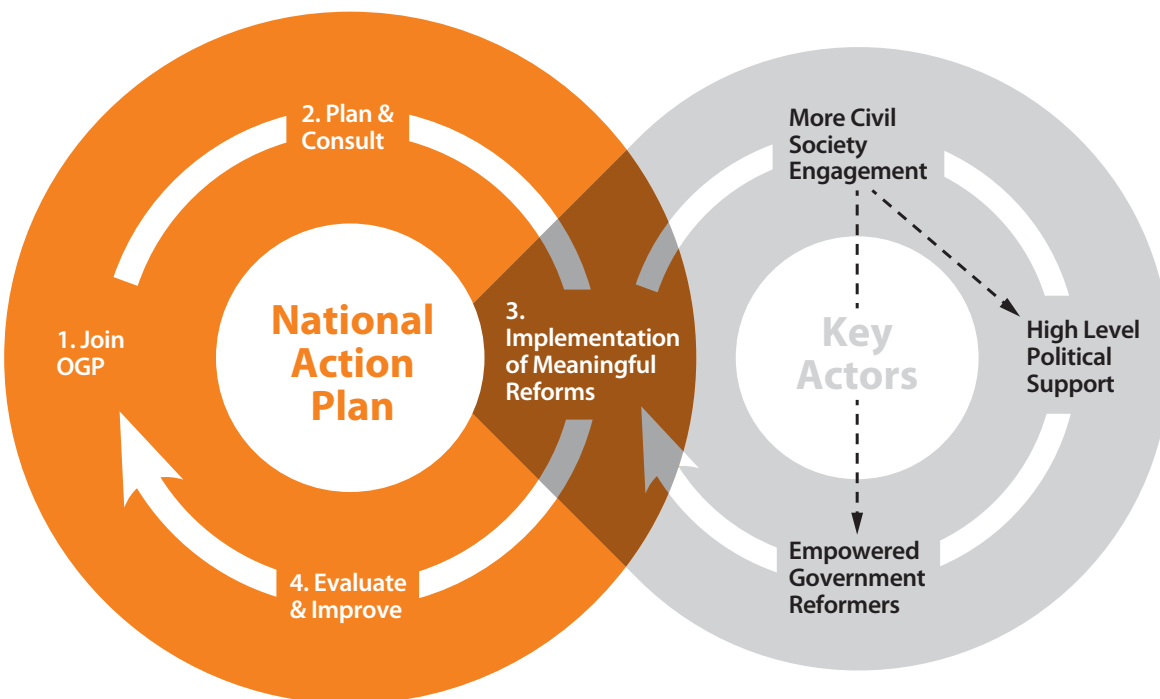 2. Plan &
Consult
1. Join
OGP
National
Action
Plan
3.
Implementation
of Meaningful
Reforms
4. Evaluate
& Improve
More Civil
Society
Engagement
Key
Actors
High Level
Political
Support
Empowered
Government
Reformers